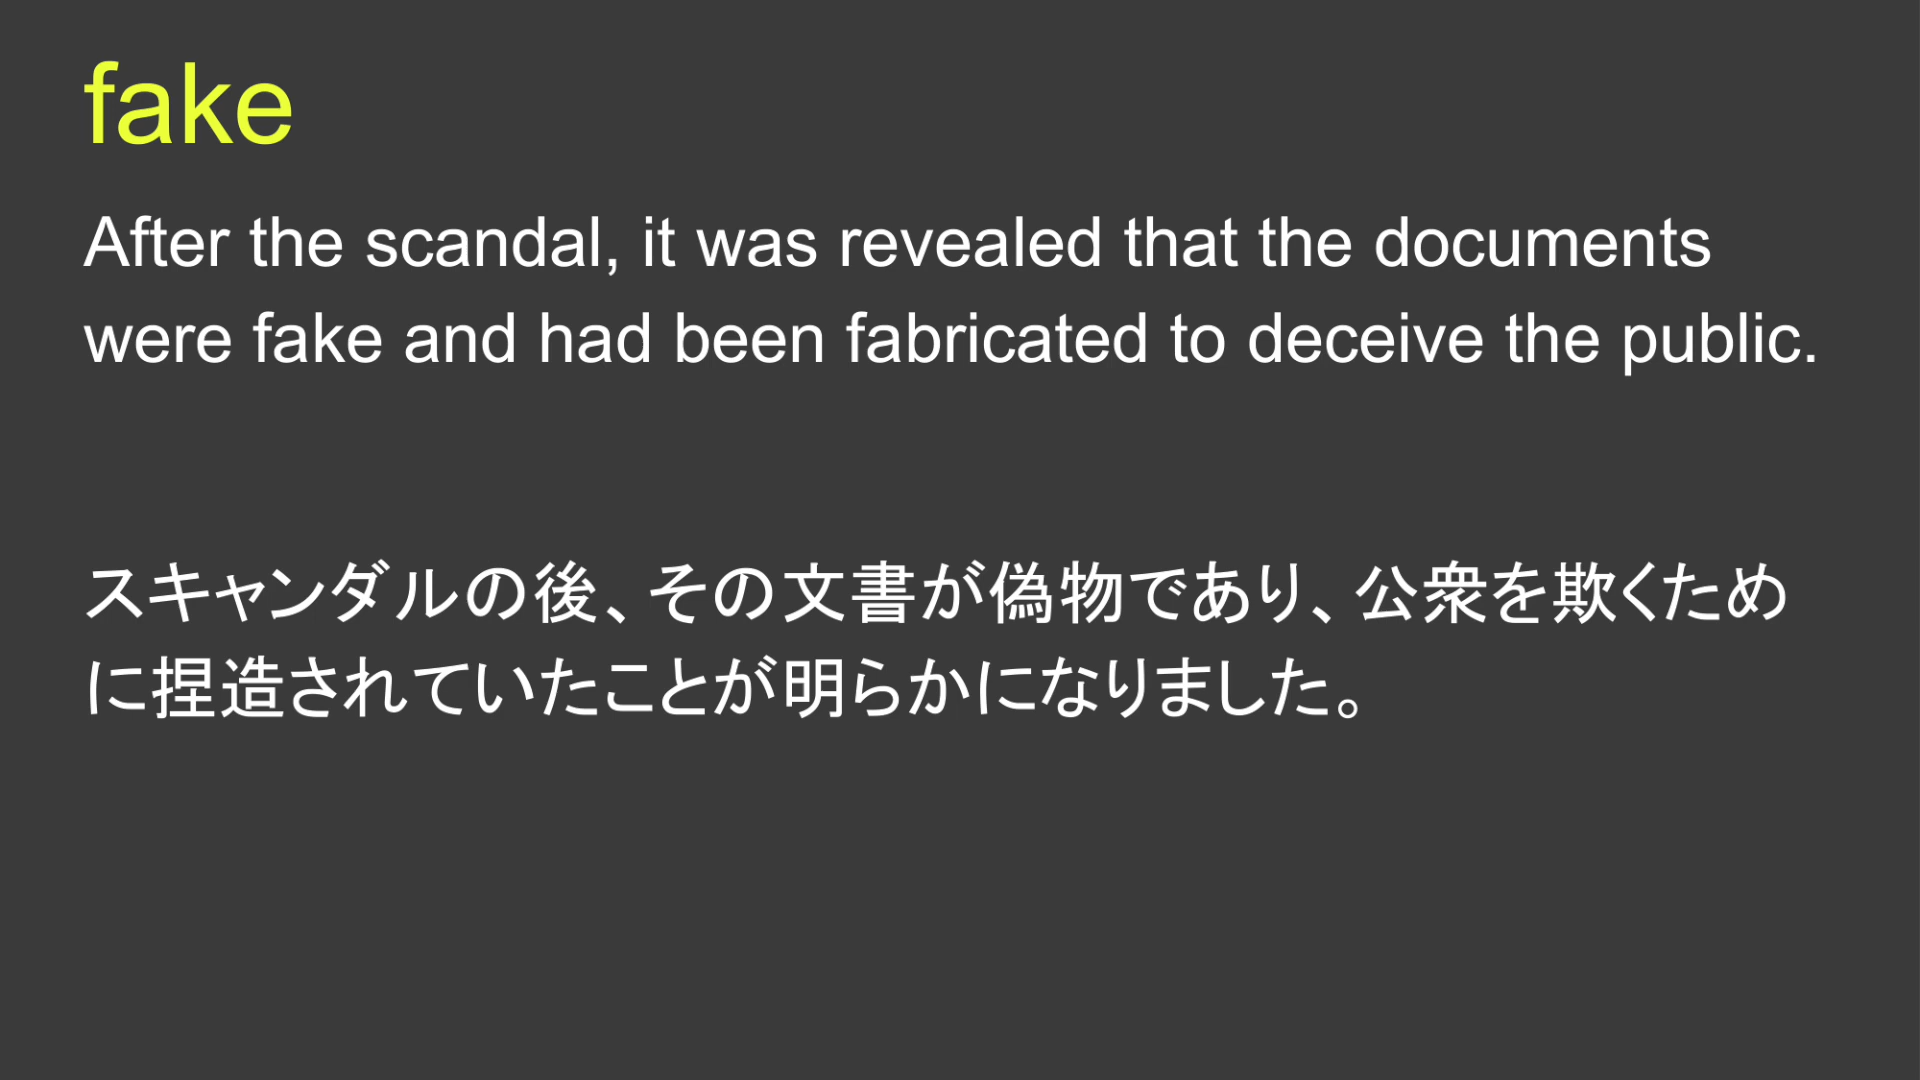 fake
After the scandal, it was revealed that the documents
were fake and had been fabricated to deceive the public.
スキャンダルの後、その文書が偽物であり、公衆を欺くため
に捏造されていたことが明らかになりました。